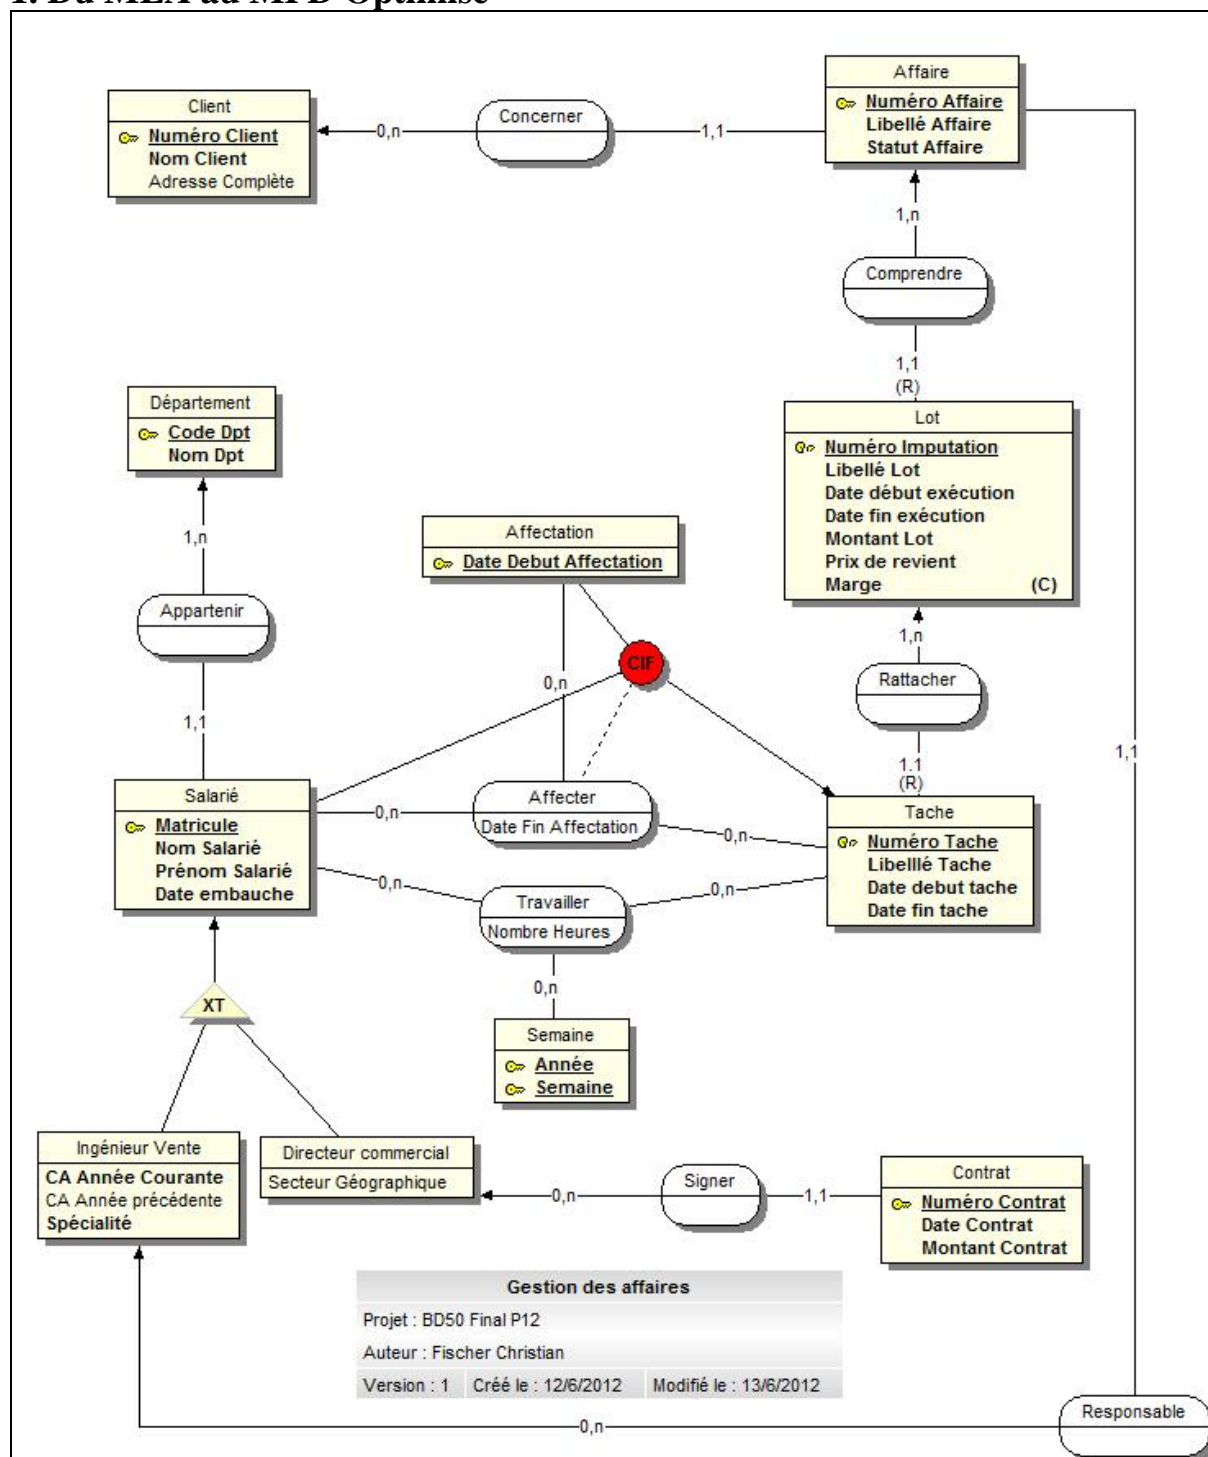 1. Du MEA au MPD Optimisé
Affaire
Numéro Affaire
Libellé Affaire
Statut Affaire
Client
Numéro Client
Nom Client
Adresse Complète
0,n
Concerner
1,1
1,n
Comprendre
1,1
(R)
Département
Code Dpt
Nom Dpt
Lot
Numéro Imputation
Libellé Lot
Date début exécution
Date fin exécution
Montant Lot
Prix de revient
Marge (C)
1,n
Appartenir
1,1
Affectation
Date Debut Affectation
CIF
0,n
1,n
Rattacher
1.1
(R)
1,1
Salarié
Matricule
Nom Salarié
Prénom Salarié
Date embauche
0,n
Affecter
Date Fin Affectation
0,n
Tache
Numéro Tache
Libelllé Tache
Date debut tache
Date fin tache
0,n
Travailler
Nombre Heures
0,n
0,n
XT
Semaine
Année
Semaine
Ingénieur Vente
CA Année Courante
CA Année précédente
Spécialité
Directeur commercial
Secteur Géographique
0,n
Signer
1,1
Contrat
Numéro Contrat
Date Contrat
Montant Contrat
Gestion des affaires
Projet : BD50 Final P12
Auteur : Fischer Christian
Version : 1 Créé le : 12/6/2012 Modifié le : 13/6/2012
0,n
Responsable